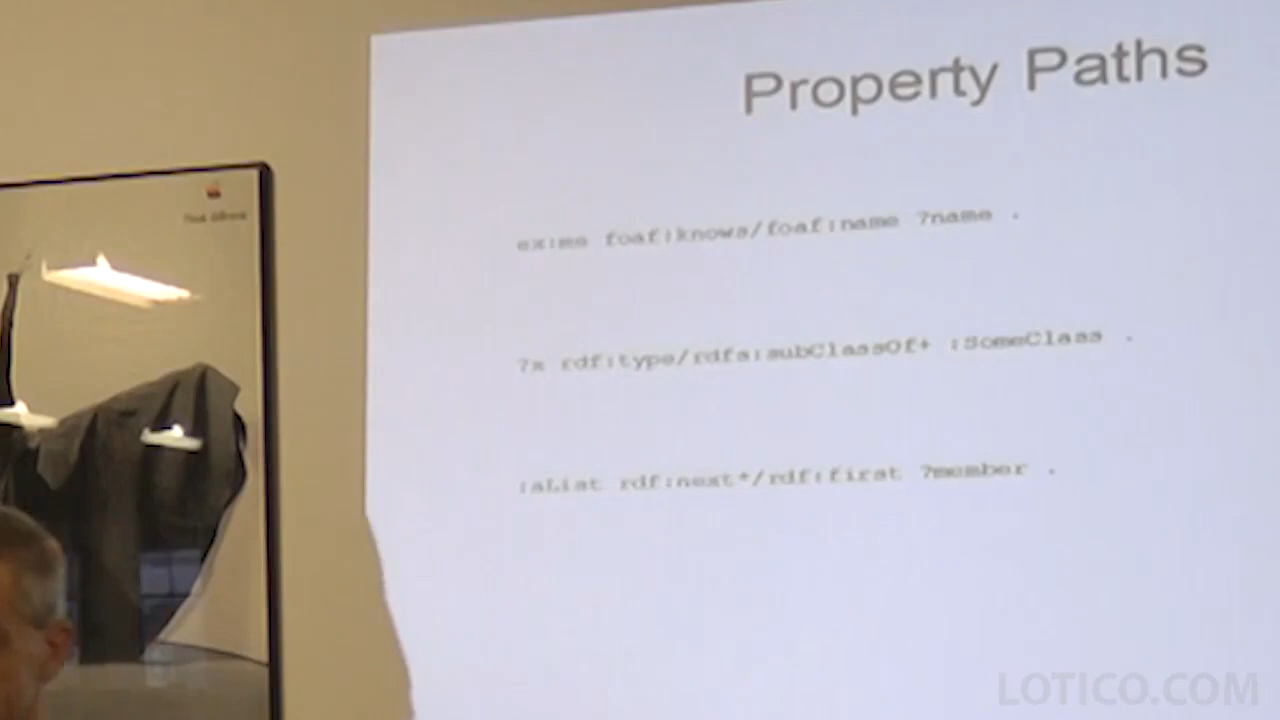 Property Paths
ex:me foaf:knows/foaf:name ?name .
?x rdf:type/rdfs:subClassOf+ :SomeClass .
:aList rdf:next*/rdf:first ?member .
LOTICO.COM